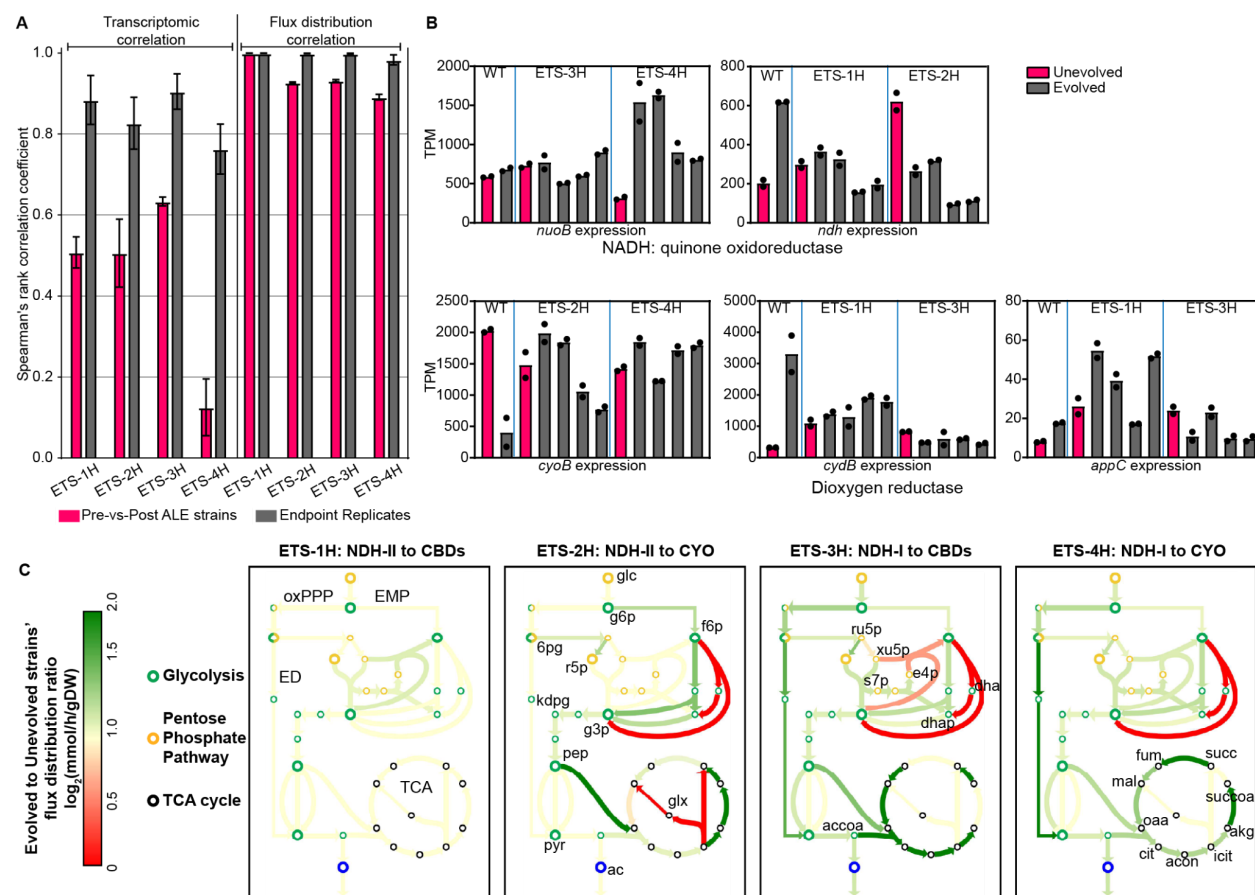 A
Transcriptomic correlation
Flux distribution correlation
Spearman's rank correlation coefficient
1.0
0.8
0.6
0.4
0.2
0.0
ETS-1H
ETS-2H
ETS-3H
ETS-4H
ETS-1H
ETS-2H
ETS-3H
ETS-4H
Pre-vs-Post ALE strains
Endpoint Replicates
B
Unevolved
Evolved
TPM
2000
1500
1000
500
0
WT
ETS-3H
ETS-4H
nuoB expression
800
600
400
200
0
WT
ETS-1H
ETS-2H
ndh expression
NADH: quinone oxidoreductase
TPM
2500
2000
1500
1000
500
0
WT
ETS-2H
ETS-4H
cyoB expression
5000
4000
3000
2000
1000
0
WT
ETS-1H
ETS-3H
cydB expression
80
60
40
20
0
WT
ETS-1H
ETS-3H
appC expression
Dioxygen reductase
C
Evolved to Unevolved strains'
flux distribution ratio
log2(mmol/h/gDW)
2.0
1.5
1.0
0.5
0
Glycolysis
Pentose
Phosphate
Pathway
TCA cycle
ETS-1H: NDH-II to CBDs
oxPPP
EMP
ED
TCA
ETS-2H: NDH-II to CYO
glc
g6p
f6p
6pg
r5p
kdpg
g3p
pep
glx
pyr
ac
ETS-3H: NDH-I to CBDs
ru5p
xu5p
s7p
e4p
dha
dhap
accoa
ETS-4H: NDH-I to CYO
fum
succ
mal
succoa
oaa
akg
cit
acon
icit